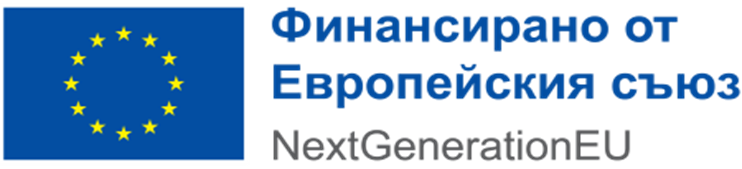 Финансирано от
Европейския съюз
NextGenerationEU